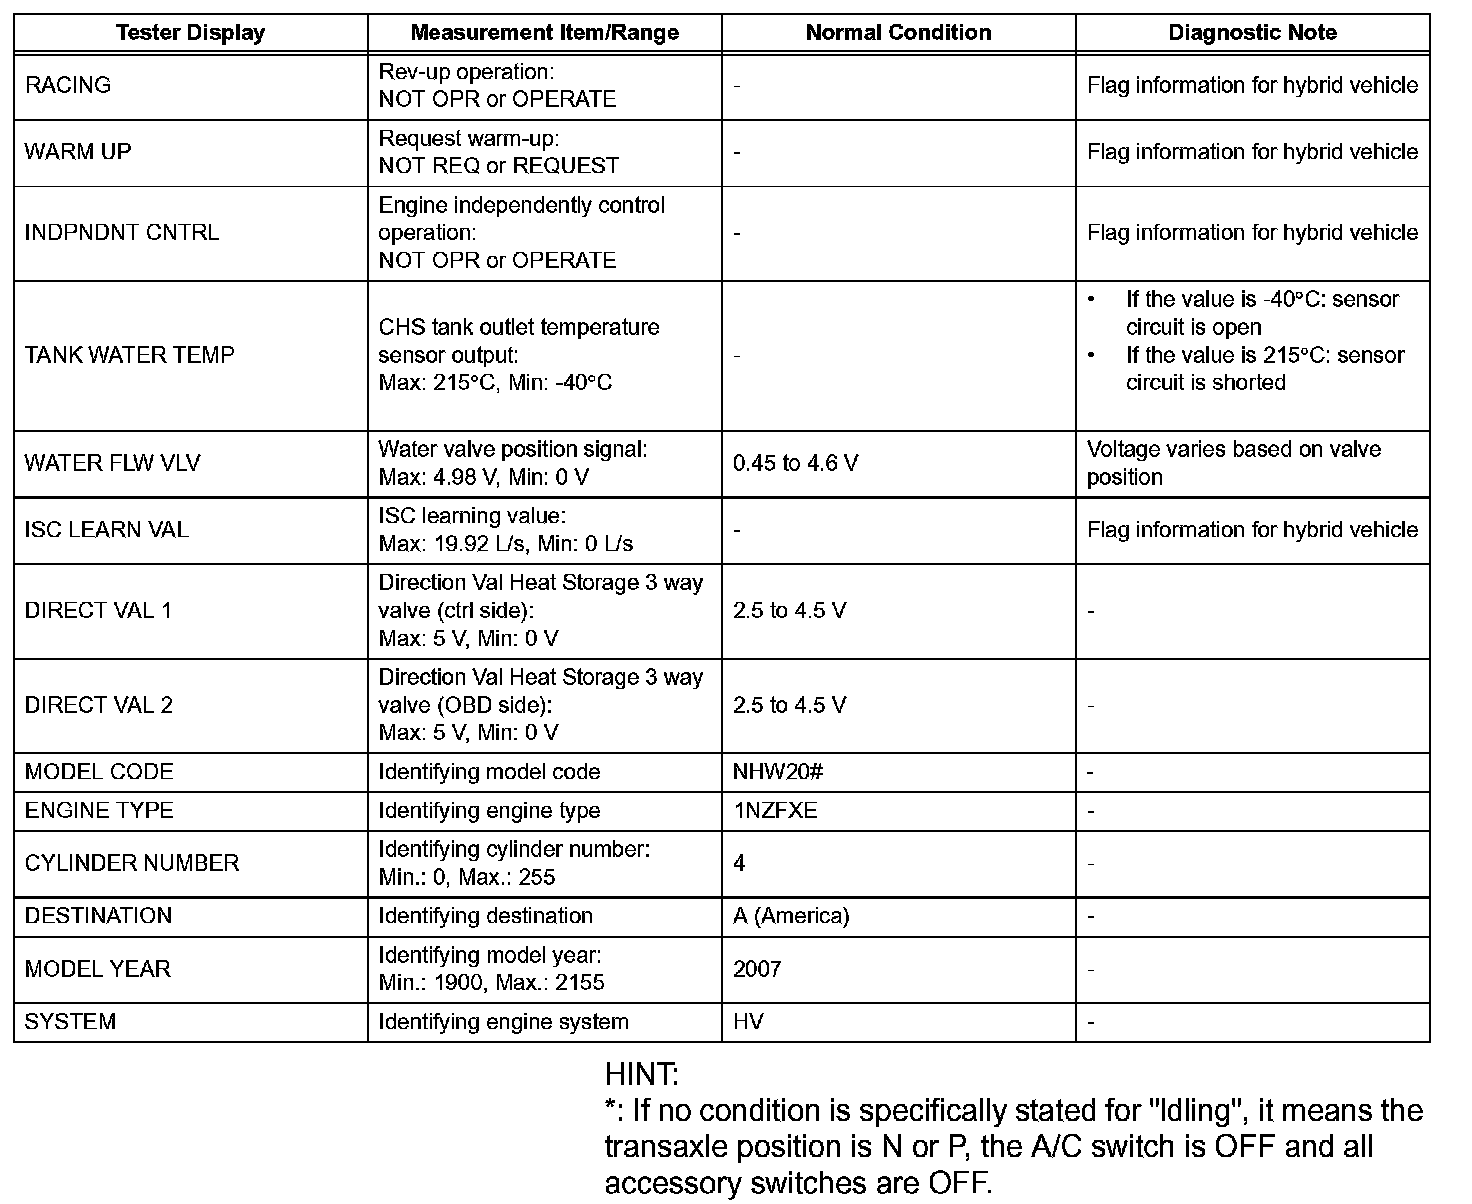 Tester Display Measurement Item/Range Normal Condition Diagnostic Note
RACING
Rev-up operation:
NOT OPR or OPERATE
-
Flag information for hybrid vehicle
WARM UP
Request warm-up:
NOT REQ or REQUEST
-
Flag information for hybrid vehicle
INDPNDNT CNTRL
Engine independently control
operation:
NOT OPR or OPERATE
-
Flag information for hybrid vehicle
TANK WATER TEMP
CHS tank outlet temperature
sensor output:
Max: 215°C, Min: -40°C
-
• If the value is -40°C: sensor
circuit is open
• If the value is 215°C: sensor
circuit is shorted
WATER FLW VLV
Water valve position signal:
Max: 4.98 V, Min: 0 V
0.45 to 4.6 V
Voltage varies based on valve
position
ISC LEARN VAL
ISC learning value:
Max: 19.92 L/s, Min: 0 L/s
-
Flag information for hybrid vehicle
DIRECT VAL 1
Direction Val Heat Storage 3 way
valve (ctrl side):
Max: 5 V, Min: 0 V
2.5 to 4.5 V
-
DIRECT VAL 2
Direction Val Heat Storage 3 way
valve (OBD side):
Max: 5 V, Min: 0 V
2.5 to 4.5 V
-
MODEL CODE Identifying model code NHW20# -
ENGINE TYPE Identifying engine type 1NZFXE -
CYLINDER NUMBER
Identifying cylinder number:
Min.: 0, Max.: 255
4
-
DESTINATION Identifying destination A (America) -
MODEL YEAR
Identifying model year:
Min.: 1900, Max.: 2155
2007
-
SYSTEM Identifying engine system HV -
HINT:
*: If no condition is specifically stated for "Idling", it means the
transaxle position is N or P, the A/C switch is OFF and all
accessory switches are OFF.